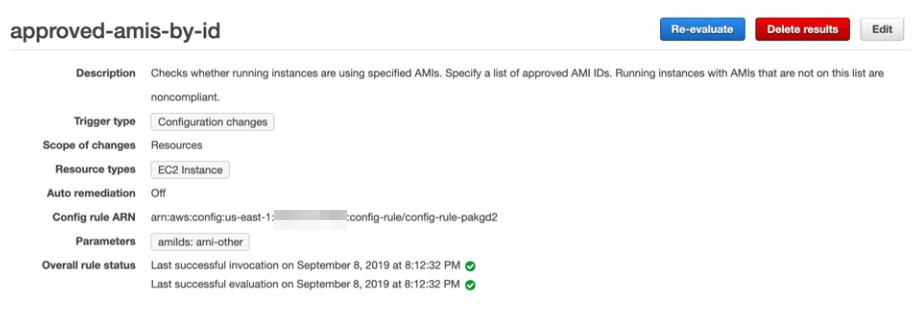 approved-amis-by-id
Re-evaluate
Delete results
Edit
Description Checks whether running instances are using specified AMIs. Specify a list of approved AMI IDs. Running instances with AMIs that are not on this list are
noncompliant.
Trigger type Configuration changes
Scope of changes Resources
Resource types EC2 Instance
Auto remediation Off
Config rule ARN arn:aws:config:us-east-1: :config-rule/config-rule-pakgd2
Parameters amiIds: ami-other
Overall rule status Last successful invocation on September 8, 2019 at 8:12:32 PM
Last successful evaluation on September 8, 2019 at 8:12:32 PM